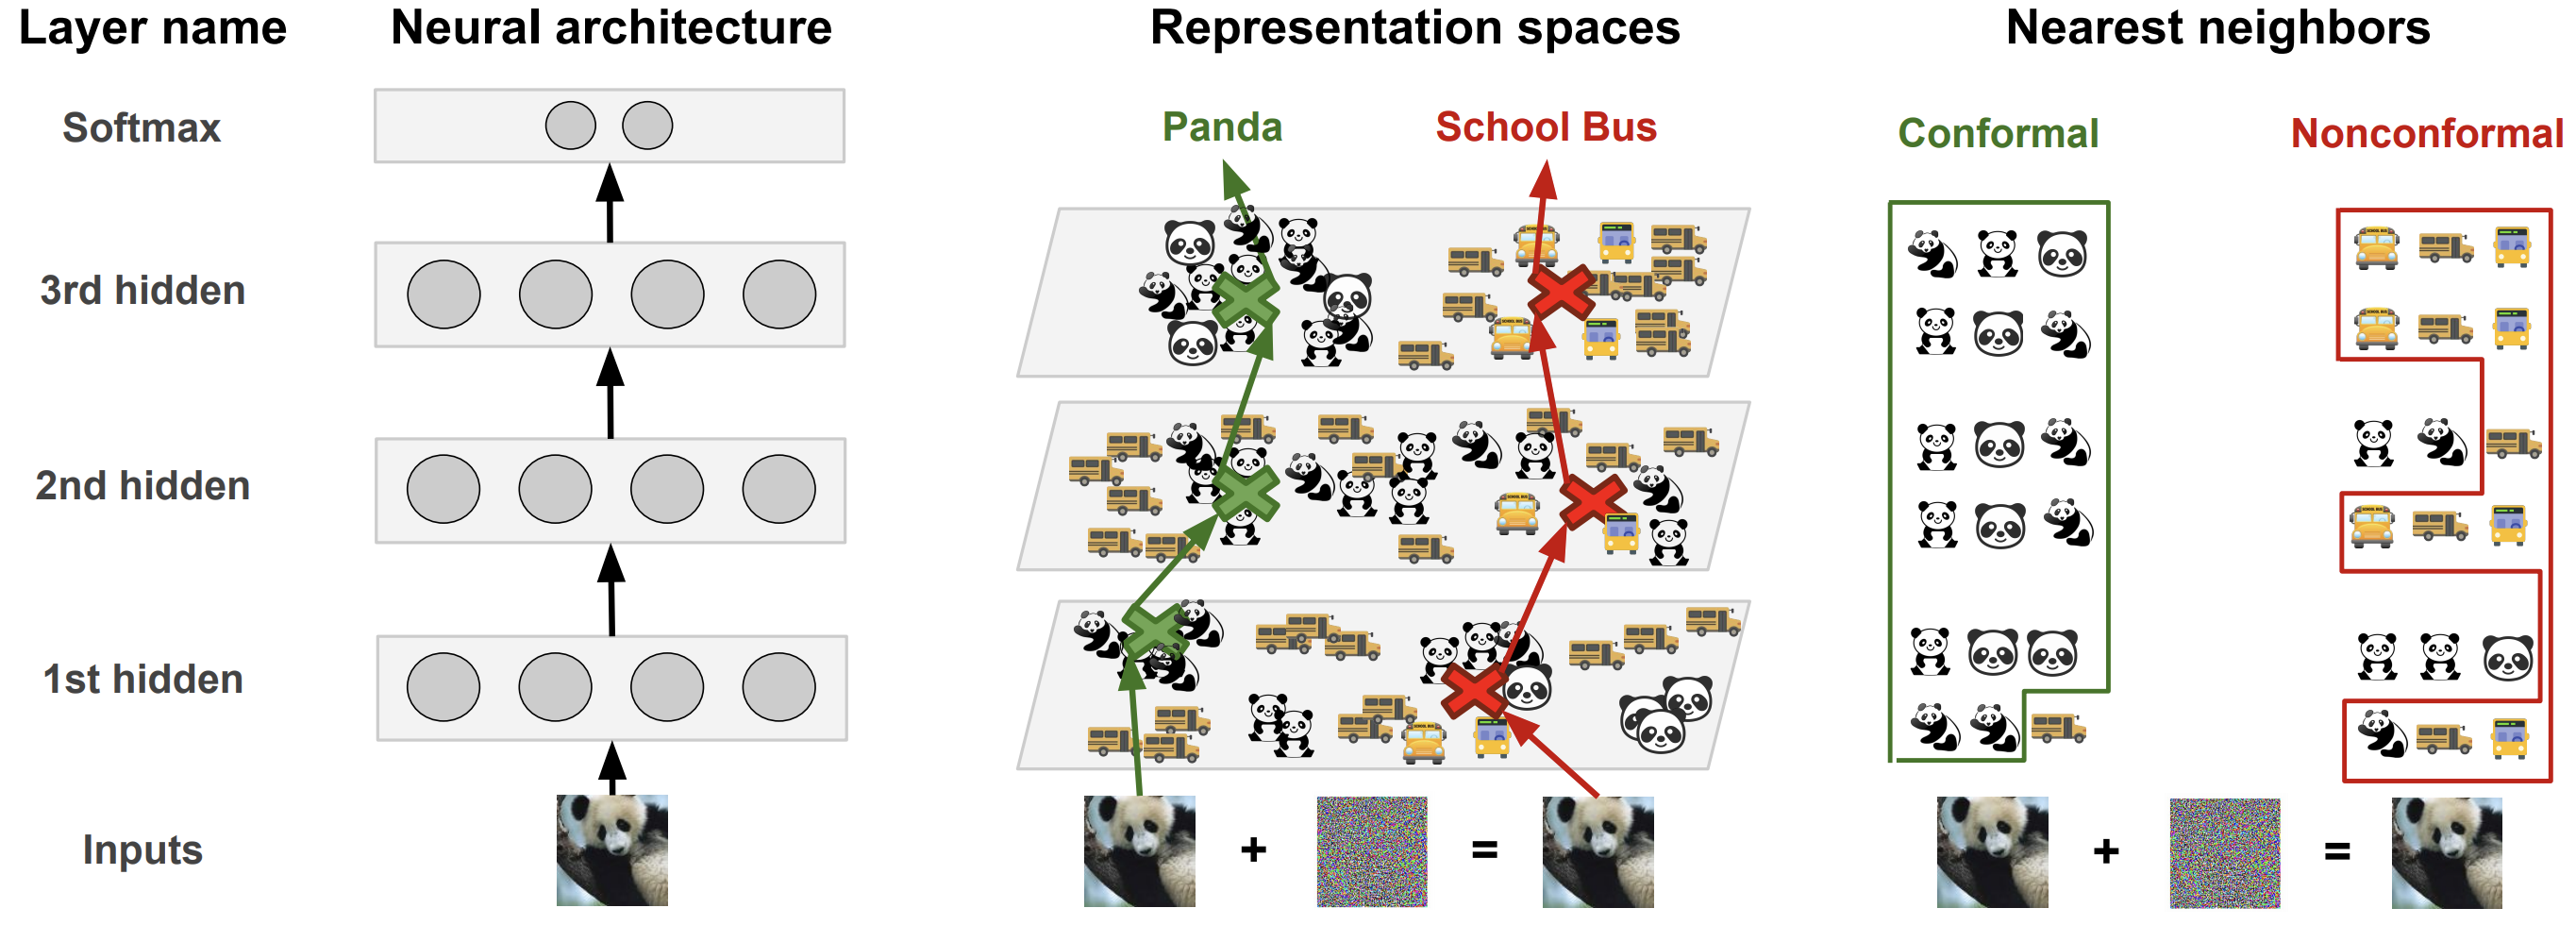 Layer name
Neural architecture
Representation spaces
Nearest neighbors
Softmax
Panda
School Bus
Conformal
Nonconformal
3rd hidden
2nd hidden
1st hidden
Inputs
+
=
+
=